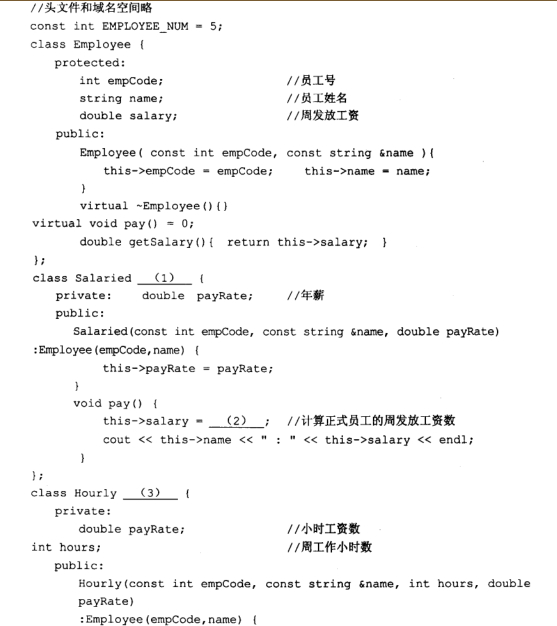 //头文件和域名空间略
const int EMPLOYEE_NUM = 5;
class Employee {
protected:
int empCode; //员工号
string name; //员工姓名
double salary; //周发放工资
public:
Employee( const int empCode, const string &name ){
this->empCode = empCode; this->name = name;
}
virtual ~Employee(){}
virtual void pay() = 0;
double getSalary(){ return this->salary; }
};
class Salaried (1) {
private: double payRate; //年薪
public:
Salaried(const int empCode, const string &name, double payRate)
:Employee(empCode,name) {
this->payRate = payRate;
}
void pay() {
this->salary = (2) ; //计算正式员工的周发放工资数
cout << this->name << " : " << this->salary << endl;
}
};
class Hourly (3) {
private:
double payRate; //小时工资数
int hours; //周工作小时数
public:
Hourly(const int empCode, const string &name, int hours, double
payRate)
:Employee(empCode,name) {